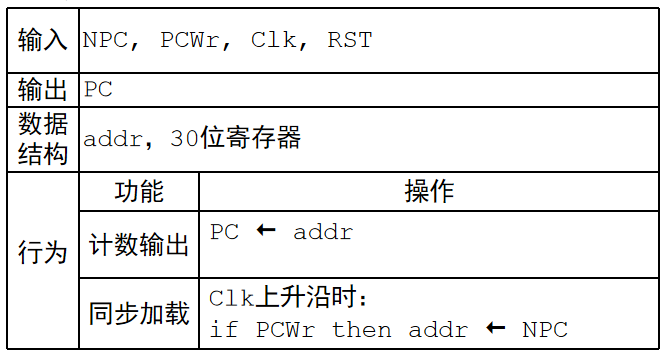 输入 NPC, PCWr, Clk, RST
输出 PC
数据
结构
addr，30位寄存器
行为
功能 操作
计数输出 PC ← addr
同步加载
Clk上升沿时：
if PCWr then addr ← NPC